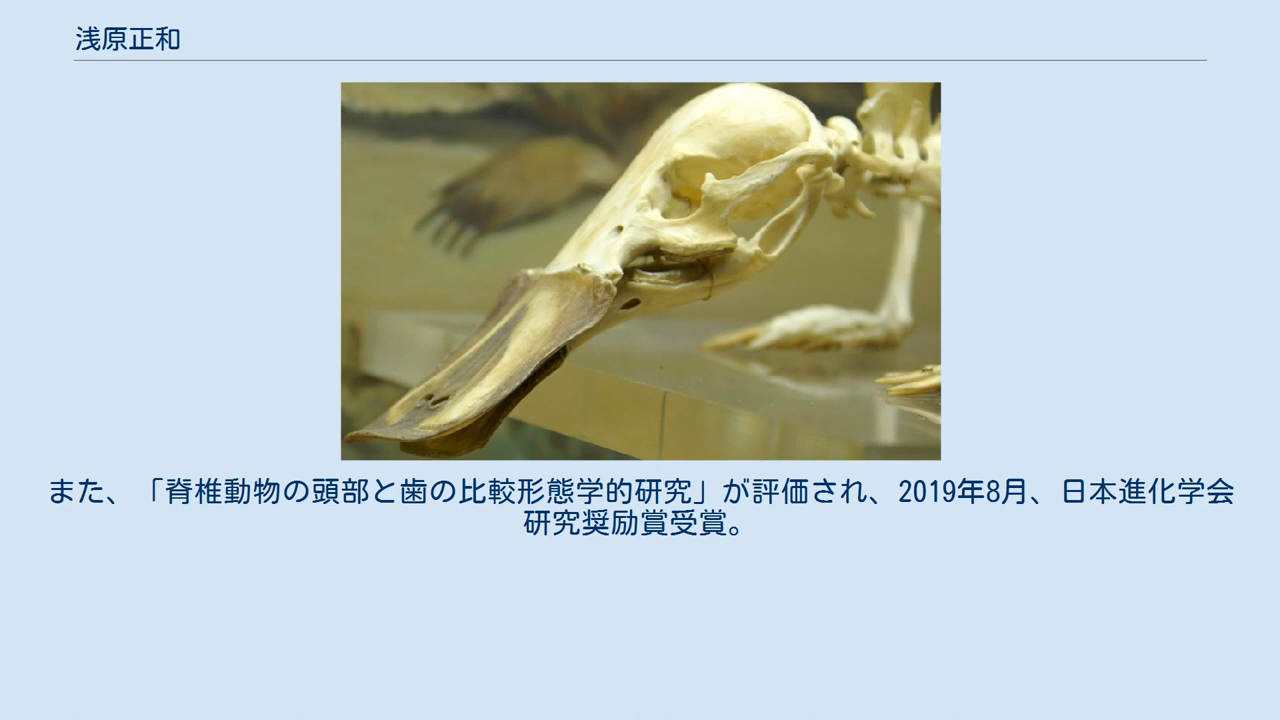 浅原正和
また、「脊椎動物の頭部と歯の比較形態学的研究」が評価され、2019年8月、日本進化学会
研究奨励賞受賞。